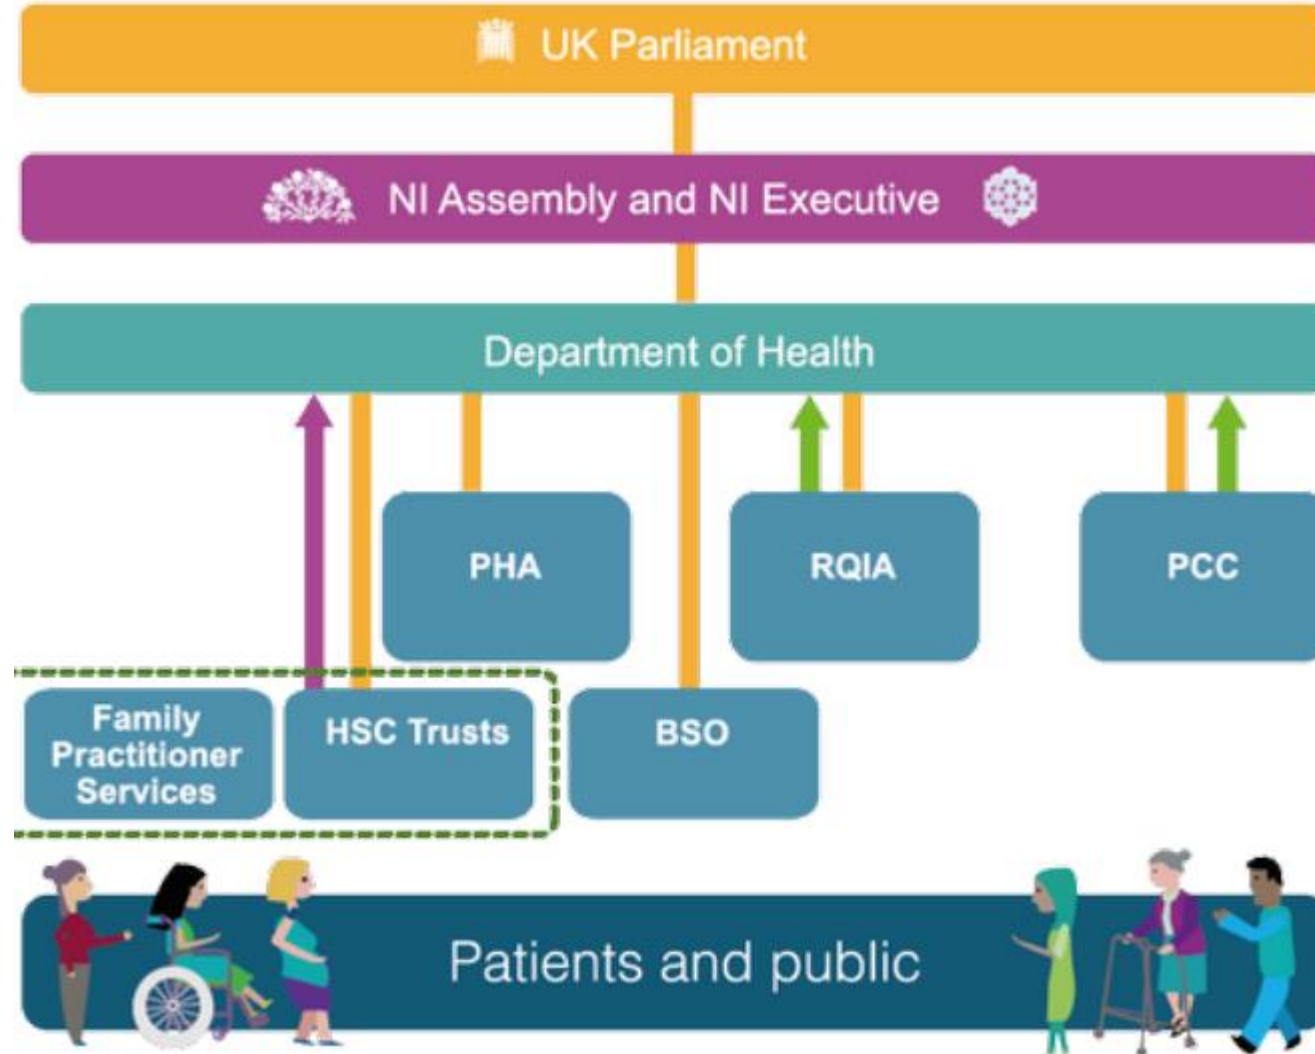 UK Parliament
NI Assembly and NI Executive
Department of Health
PHA
RQIA
PCC
Family
Practitioner
Services
HSC Trusts
BSO
Patients and public